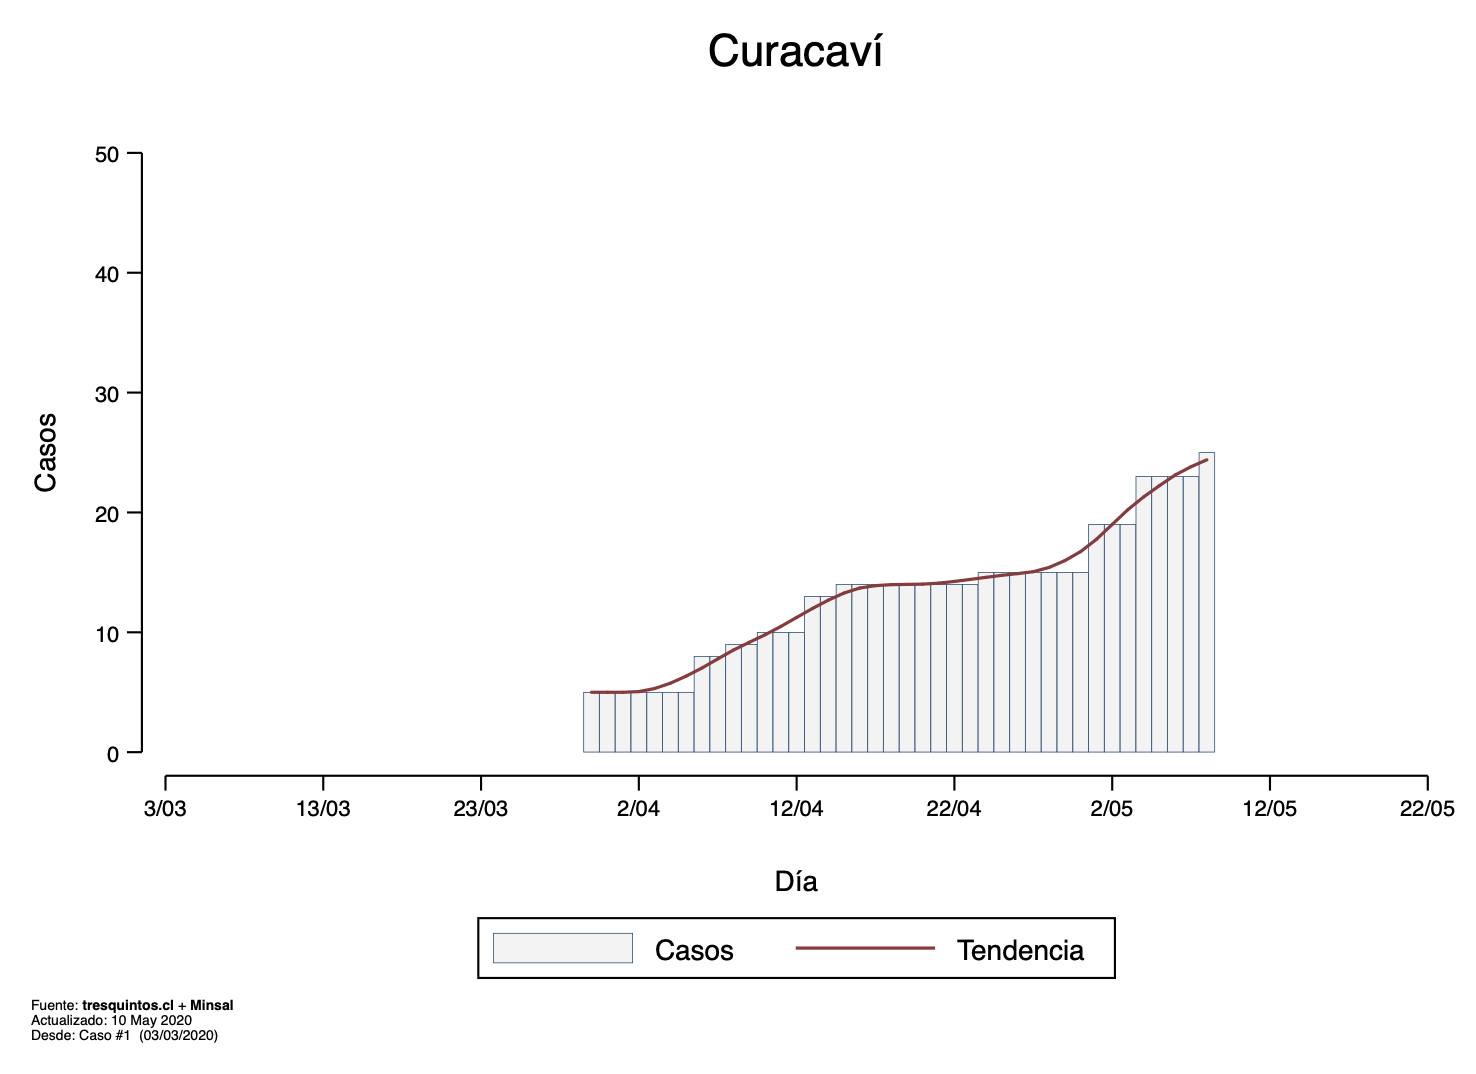 Curacaví
50
40
30
20
10
0
Casos
3/03 13/03 23/03 2/04 12/04 22/04 2/05 12/05 22/05
Día
Casos Tendencia
Fuente: tresquintos.cl + Minsal
Actualizado: 10 May 2020
Desde: Caso #1 (03/03/2020)